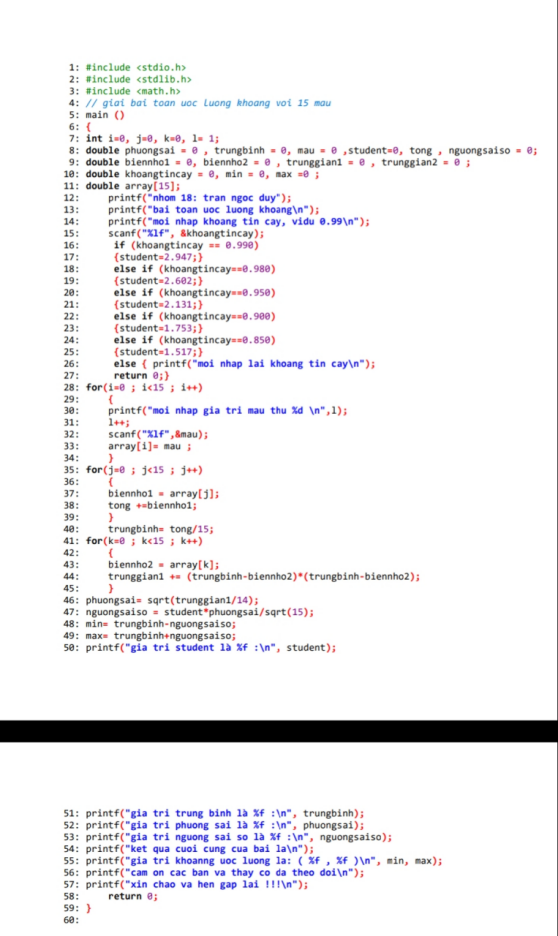 1: #include <stdio.h>
2: #include <stdlib.h>
3: #include <math.h>
4: // giai bai toan uoc luong khoang voi 15 mau
5: main ()
6: {
7: int i=0, j=0, k=0, l= 1;
8: double phuongsai = 0 , trungbinh = 0, mau = 0 ,student=0, tong , nguongsaiso = 0;
9: double biennho1 = 0, biennho2 = 0 , trunggian1 = 0 , trunggian2 = 0 ;
10: double khoangtincay = 0, min = 0, max =0 ;
11: double array[15];
12: printf("nhom 18: tran ngoc duy");
13: printf("bai toan uoc luong khoang\n");
14: printf("moi nhap khoang tin cay, vidu 0.99\n");
15: scanf("%lf", &khoangtincay);
16: if (khoangtincay == 0.990)
17: {student=2.947;}
18: else if (khoangtincay==0.980)
19: {student=2.602;}
20: else if (khoangtincay==0.950)
21: {student=2.131;}
22: else if (khoangtincay==0.900)
23: {student=1.753;}
24: else if (khoangtincay==0.850)
25: {student=1.517;}
26: else { printf("moi nhap lai khoang tin cay\n");
27: return 0;}
28: for(i=0 ; i<15 ; i++)
29: {
30: printf("moi nhap gia tri mau thu %d \n",l);
31: l++;
32: scanf("%lf",&mau);
33: array[i]= mau ;
34: }
35: for(j=0 ; j<15 ; j++)
36: {
37: biennho1 = array[j];
38: tong +=biennho1;
39: }
40: trungbinh= tong/15;
41: for(k=0 ; k<15 ; k++)
42: {
43: biennho2 = array[k];
44: trunggian1 += (trungbinh-biennho2)*(trungbinh-biennho2);
45: }
46: phuongsai= sqrt(trunggian1/14);
47: nguongsaiso = student*phuongsai/sqrt(15);
48: min= trungbinh-nguongsaiso;
49: max= trungbinh+nguongsaiso;
50: printf("gia tri student là %f :\n", student);
51: printf("gia tri trung binh là %f :\n", trungbinh);
52: printf("gia tri phuong sai là %f :\n", phuongsai);
53: printf("gia tri nguong sai so là %f :\n", nguongsaiso);
54: printf("ket qua cuoi cung cua bai la\n");
55: printf("gia tri khoanng uoc luong la: ( %f , %f )\n", min, max);
56: printf("cam on cac ban va thay co da theo doi\n");
57: printf("xin chao va hen gap lai !!!\n");
58: return 0;
59: }
60: